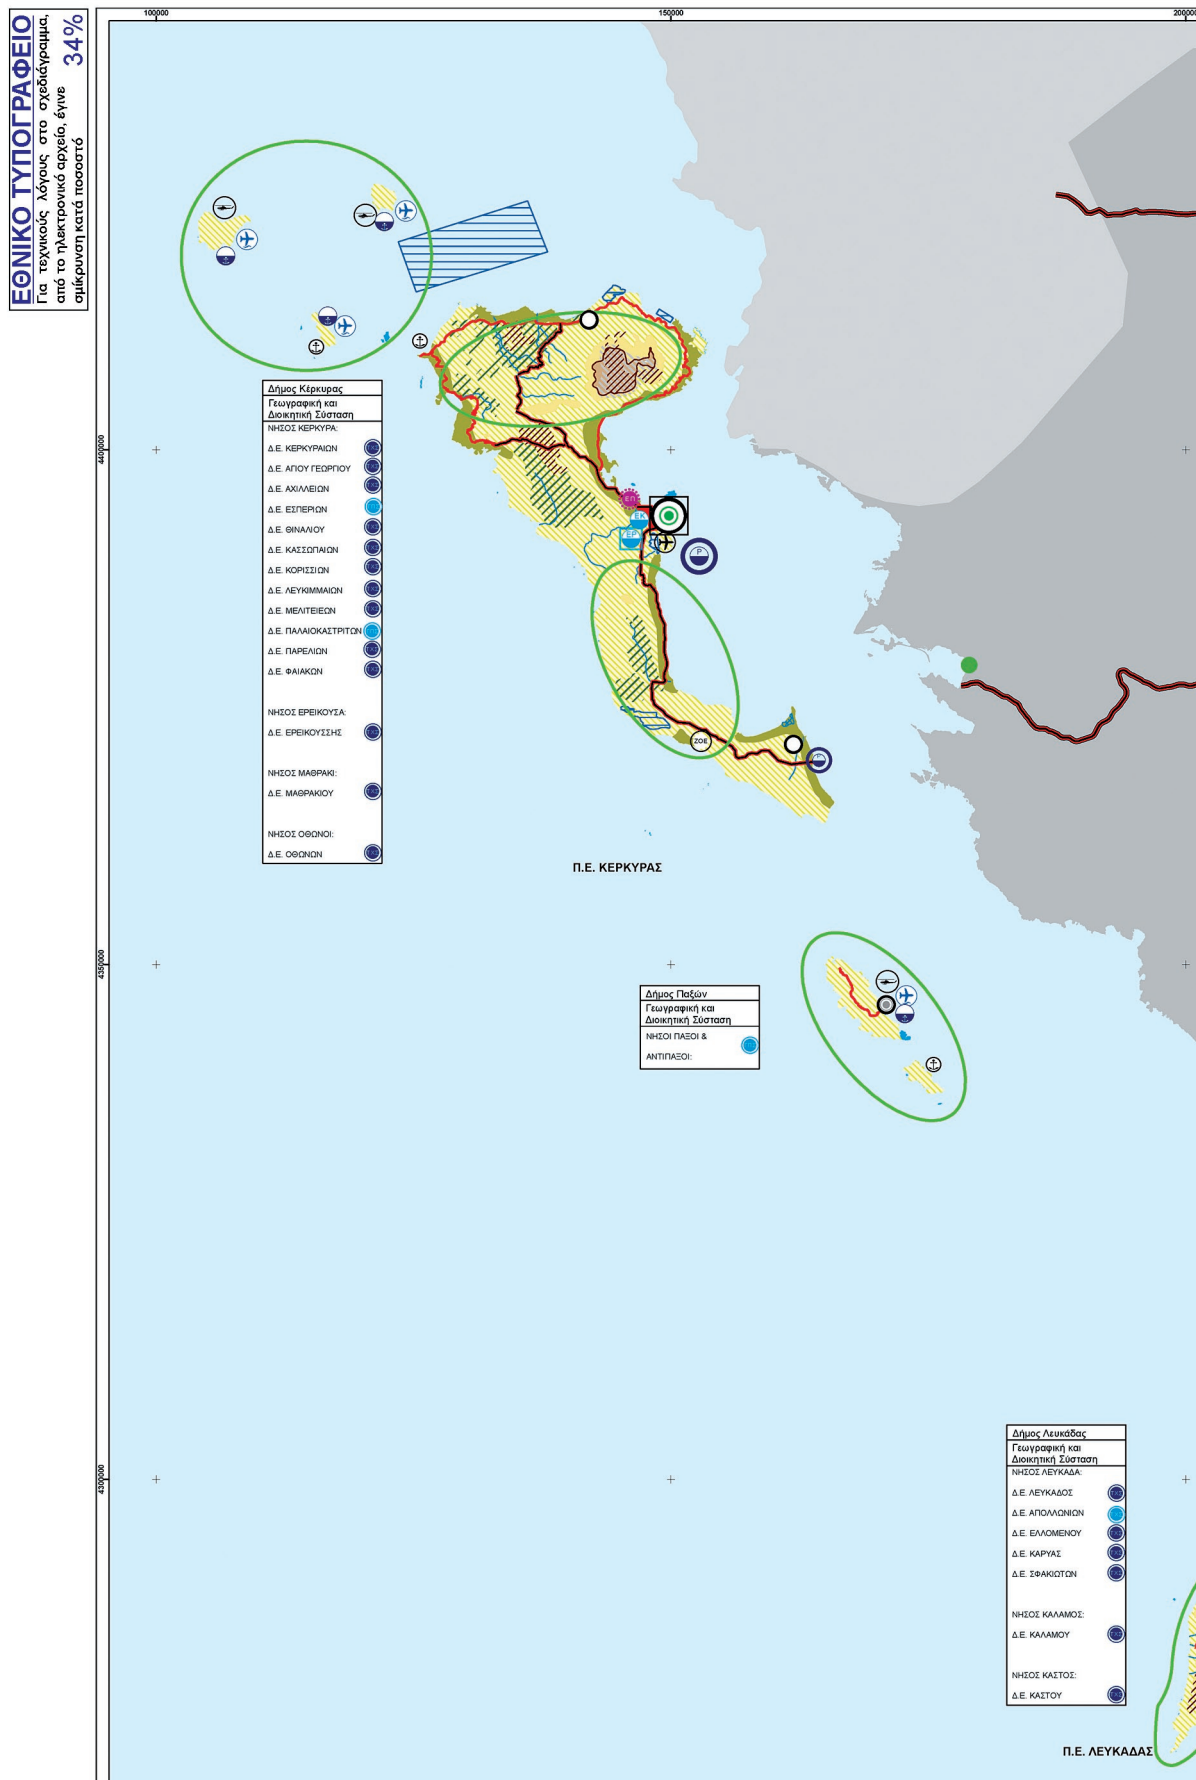 ΕΘΝΙΚΟ ΤΥΠΟΓΡΑΦΕΙΟ
Για τεχνικούς λόγους στο σχεδιάγραμμα,
από το ηλεκτρονικό αρχείο, έγινε
σμίκρυνση κατά ποσοστό 34%
100000
150000
200000
4400000
4350000
4300000
Δήμος Κέρκυρας
Γεωγραφική και
Διοικητική Σύσταση
ΝΗΣΟΣ ΚΕΡΚΥΡΑ:
Δ.Ε. ΚΕΡΚΥΡΑΙΩΝ
Δ.Ε. ΑΓΙΟΥ ΓΕΩΡΓΙΟΥ
Δ.Ε. ΑΧΙΛΛΕΙΩΝ
Δ.Ε. ΕΣΠΕΡΙΩΝ
Δ.Ε. ΘΙΝΑΛΙΟΥ
Δ.Ε. ΚΑΣΣΩΠΑΙΩΝ
Δ.Ε. ΚΟΡΙΣΣΙΩΝ
Δ.Ε. ΛΕΥΚΙΜΜΑΙΩΝ
Δ.Ε. ΜΕΛΙΤΕΙΕΩΝ
Δ.Ε. ΠΑΛΑΙΟΚΑΣΤΡΙΤΩΝ
Δ.Ε. ΠΑΡΕΛΙΩΝ
Δ.Ε. ΦΑΙΑΚΩΝ
ΝΗΣΟΣ ΕΡΕΙΚΟΥΣΑ:
Δ.Ε. ΕΡΕΙΚΟΥΣΣΗΣ
ΝΗΣΟΣ ΜΑΘΡΑΚΙ:
Δ.Ε. ΜΑΘΡΑΚΙΟΥ
ΝΗΣΟΣ ΟΘΩΝΟΙ:
Δ.Ε. ΟΘΩΝΩΝ
ΕΠ
ΕΚ
ΕΡ
P
ΖΟΕ
P
Π.Ε. ΚΕΡΚΥΡΑΣ
Δήμος Παξών
Γεωγραφική και
Διοικητική Σύσταση
ΝΗΣΟΙ ΠΑΞΟΙ &
ΑΝΤΙΠΑΞΟΙ:
Δήμος Λευκάδας
Γεωγραφική και
Διοικητική Σύσταση
ΝΗΣΟΣ ΛΕΥΚΑΔΑ:
Δ.Ε. ΛΕΥΚΑΔΟΣ
Δ.Ε. ΑΠΟΛΛΩΝΙΩΝ
Δ.Ε. ΕΛΛΟΜΕΝΟΥ
Δ.Ε. ΚΑΡΥΑΣ
Δ.Ε. ΣΦΑΚΙΩΤΩΝ
ΝΗΣΟΣ ΚΑΛΑΜΟΣ:
Δ.Ε. ΚΑΛΑΜΟΥ
ΝΗΣΟΣ ΚΑΣΤΟΣ:
Δ.Ε. ΚΑΣΤΟΥ
Π.Ε. ΛΕΥΚΑΔΑΣ